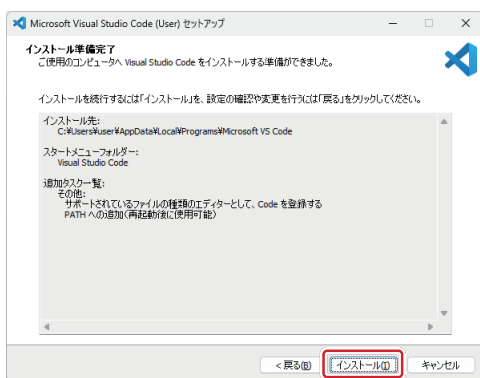 Microsoft Visual Studio Code (User) セットアップ
インストール準備完了
ご使用のコンピュータへ Visual Studio Code をインストールする準備ができました。
インストールを続行するには「インストール」を、設定の確認や変更を行うには「戻る」をクリックしてください。
インストール先:
C:¥Users¥user¥AppData¥Local¥Programs¥Microsoft VS Code
スタートメニューフォルダー:
Visual Studio Code
追加タスク一覧:
その他:
サポートされているファイルの種類のエディターとして、Code を登録する
PATH への追加(再起動後に使用可能)
< 戻る(B) インストール(I) キャンセル